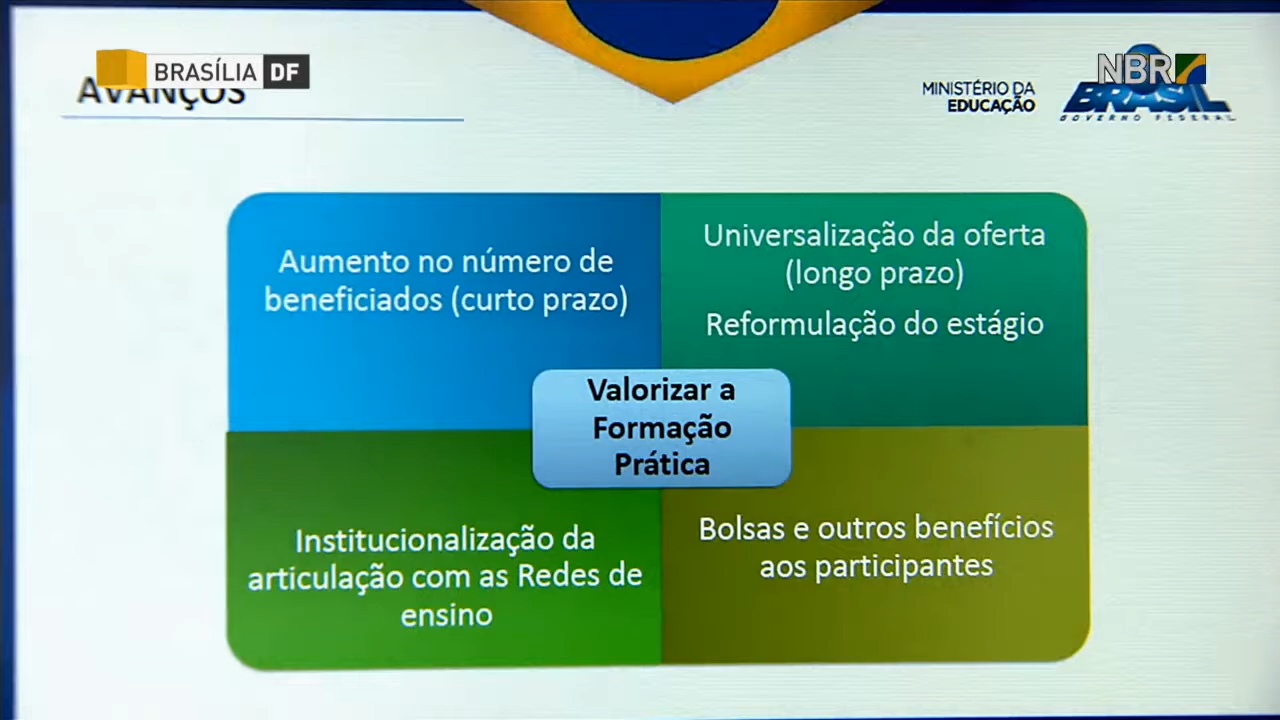 BRASÍLIA DF
AVANÇOS
MINISTÉRIO DA
EDUCAÇÃO
NBR
BRASIL
GOVERNO FEDERAL
Aumento no número de
beneficiados (curto prazo)
Universalização da oferta
(longo prazo)
Reformulação do estágio
Valorizar a
Formação
Prática
Institucionalização da
articulação com as Redes de
ensino
Bolsas e outros benefícios
aos participantes